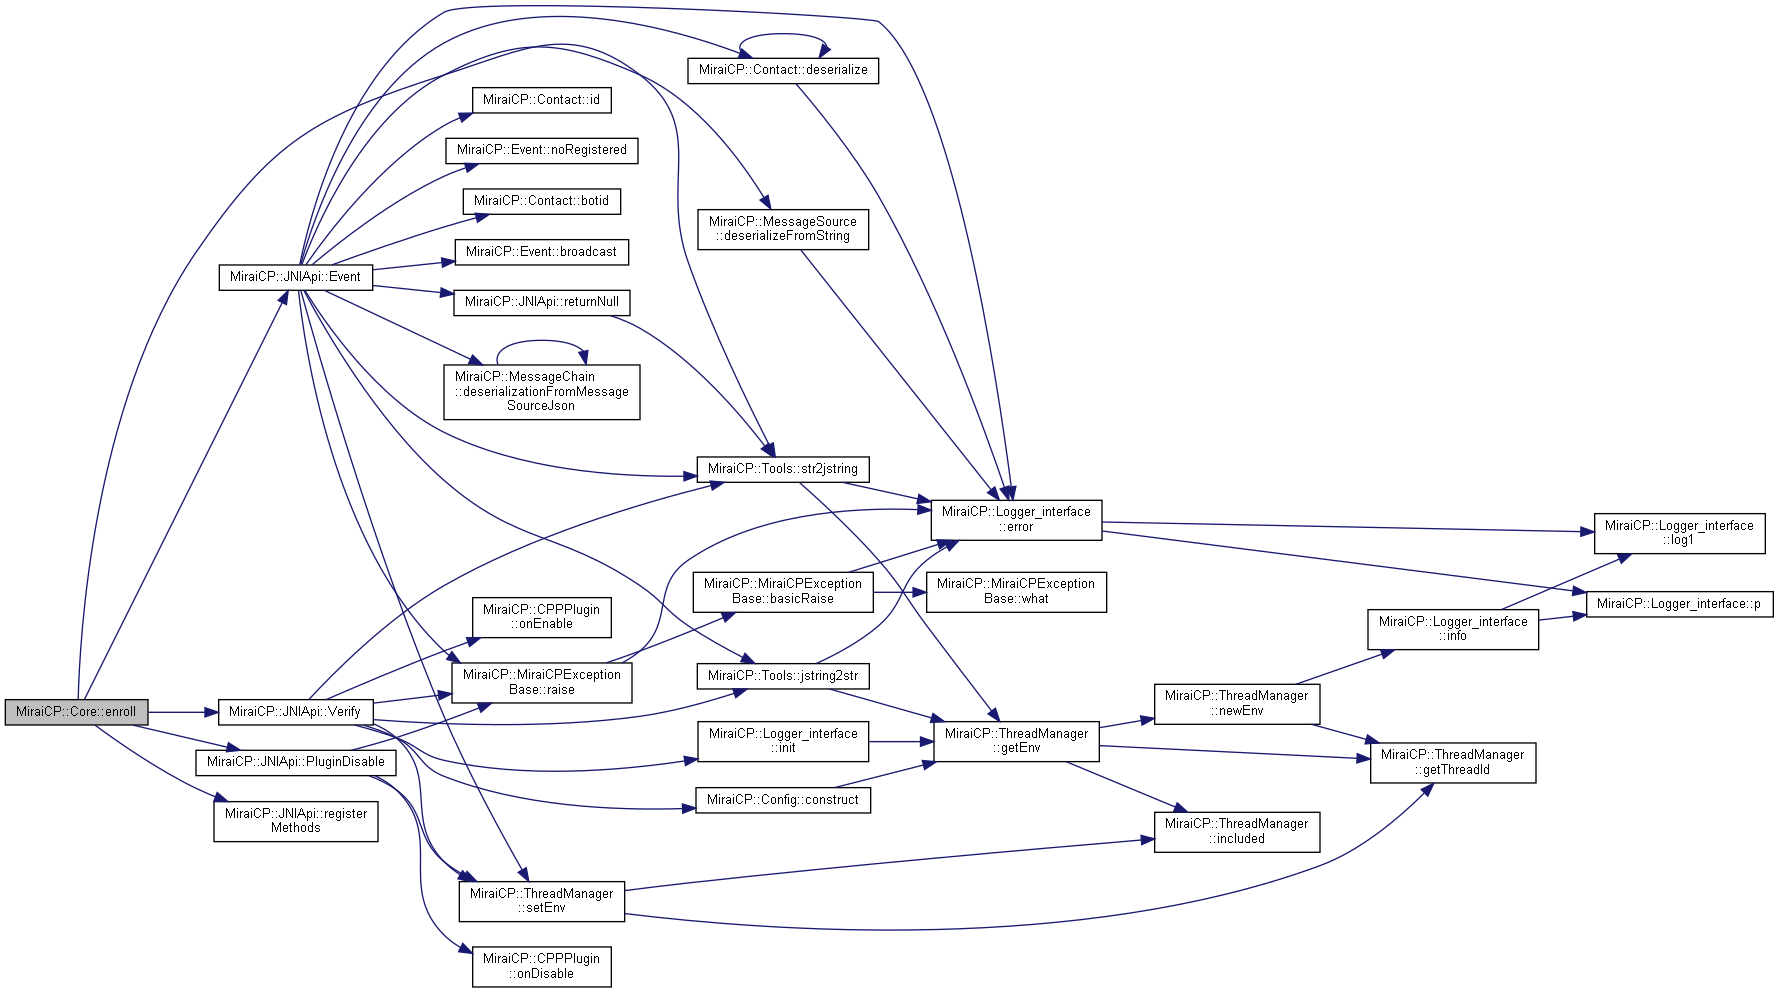 MiraiCP::Core::enroll
MiraiCP::JNIApi::Event
MiraiCP::JNIApi::Verify
MiraiCP::JNIApi::PluginDisable
MiraiCP::JNIApi::register
Methods
MiraiCP::Contact::id
MiraiCP::Event::noRegistered
MiraiCP::Contact::botid
MiraiCP::Event::broadcast
MiraiCP::JNIApi::returnNull
MiraiCP::MessageChain
::deserializationFromMessage
SourceJson
MiraiCP::CPPPlugin
::onEnable
MiraiCP::MiraiCPException
Base::raise
MiraiCP::ThreadManager
::setEnv
MiraiCP::CPPPlugin
::onDisable
MiraiCP::Contact::deserialize
MiraiCP::MessageSource
::deserializeFromString
MiraiCP::Tools::str2jstring
MiraiCP::MiraiCPException
Base::basicRaise
MiraiCP::Tools::jstring2str
MiraiCP::Logger_interface
::init
MiraiCP::Config::construct
MiraiCP::Logger_interface
::error
MiraiCP::MiraiCPException
Base::what
MiraiCP::ThreadManager
::getEnv
MiraiCP::ThreadManager
::newEnv
MiraiCP::ThreadManager
::included
MiraiCP::Logger_interface
::info
MiraiCP::ThreadManager
::getThreadId
MiraiCP::Logger_interface
::log1
MiraiCP::Logger_interface::p